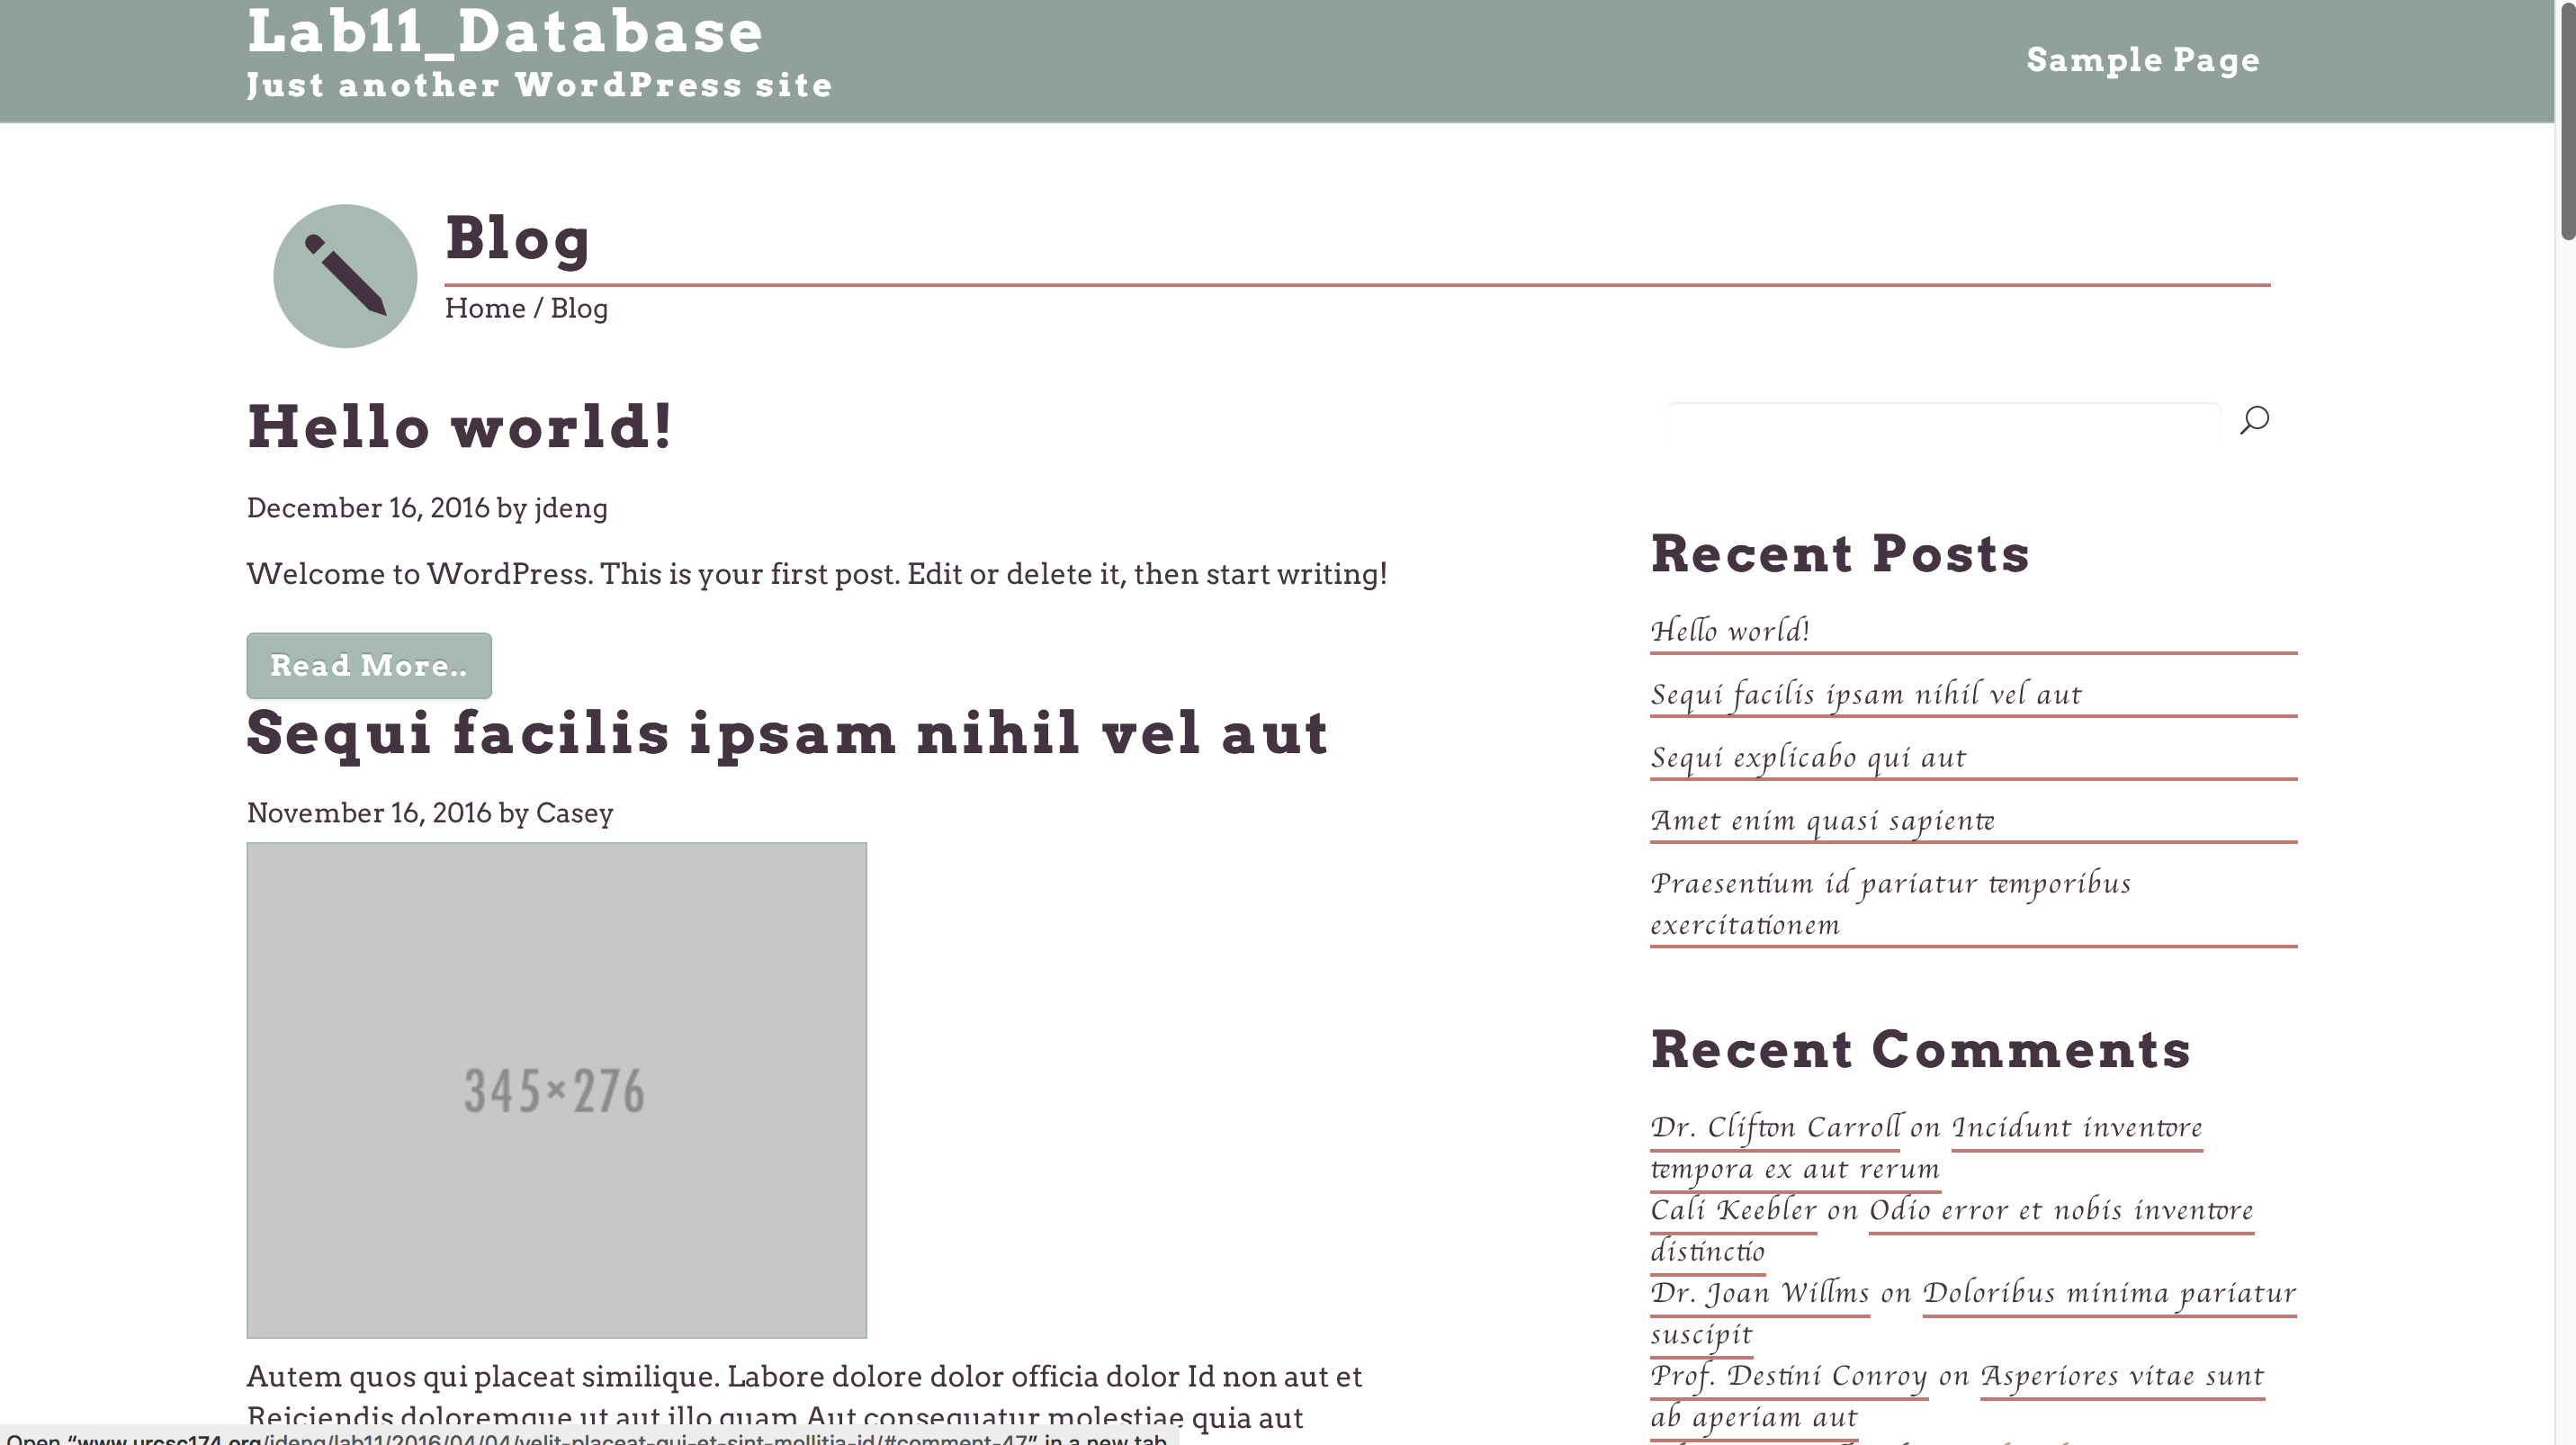 Lab11_Database
Just another WordPress site
Sample Page
Blog
Home / Blog
Hello world!
December 16, 2016 by jdeng
Welcome to WordPress. This is your first post. Edit or delete it, then start writing!
Read More..
Sequi facilis ipsam nihil vel aut
November 16, 2016 by Casey
345×276
Autem quos qui placeat similique. Labore dolore dolor officia dolor Id non aut et
Reiciendis doloremque ut aut illo quam Aut consequatur molestiae quia aut
Recent Posts
Hello world!
Sequi facilis ipsam nihil vel aut
Sequi explicabo qui aut
Amet enim quasi sapiente
Praesentium id pariatur temporibus
exercitationem
Recent Comments
Dr. Clifton Carroll on Incidunt inventore
tempora ex aut rerum
Cali Keebler on Odio error et nobis inventore
distinctio
Dr. Joan Willms on Doloribus minima pariatur
suscipit
Prof. Destini Conroy on Asperiores vitae sunt
ab aperiam aut
Open “www.urcsc174.org/jdeng/lab11/2016/04/04/velit-placeat-qui-et-sint-mollitia-id/#comment-47” in a new tab